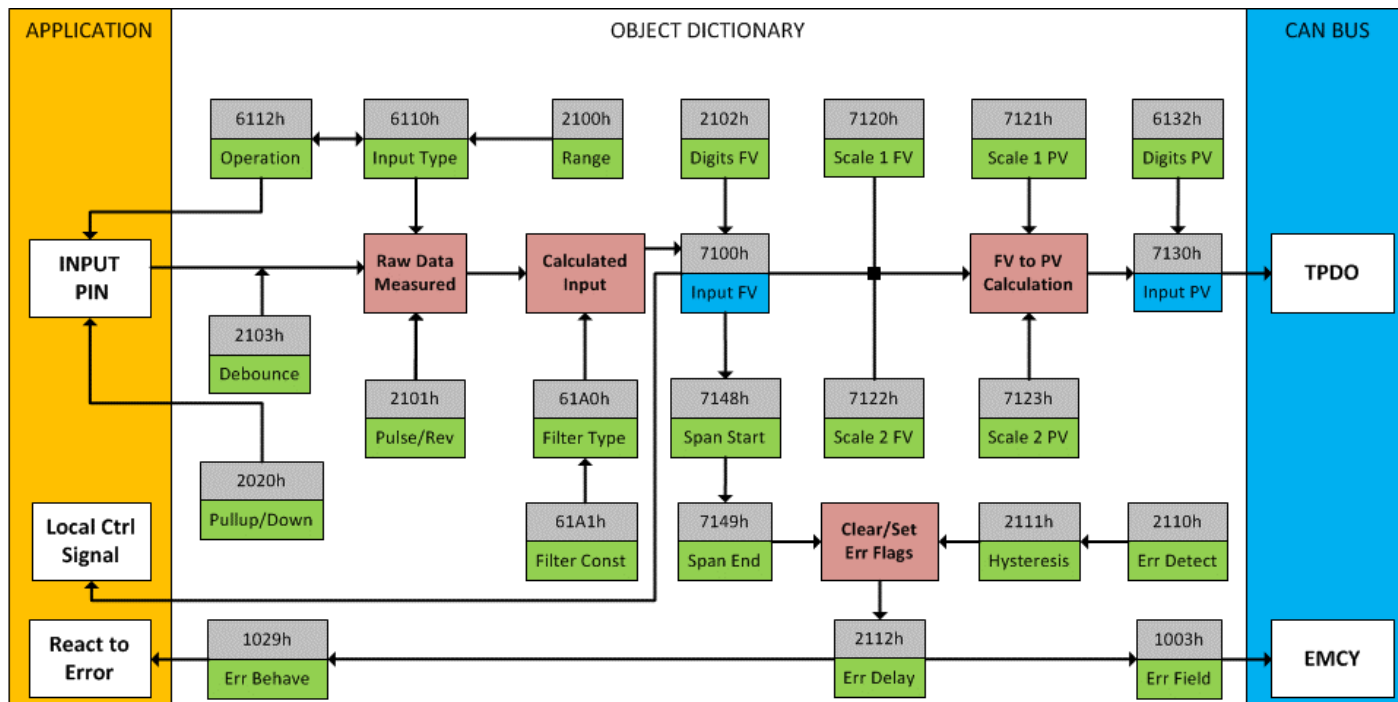 APPLICATION
OBJECT DICTIONARY
CAN BUS
6112h
Operation
6110h
Input Type
2100h
Range
2102h
Digits FV
7120h
Scale 1 FV
7121h
Scale 1 PV
6132h
Digits PV
INPUT
PIN
Raw Data
Measured
Calculated
Input
7100h
Input FV
FV to PV
Calculation
7130h
Input PV
TPDO
2103h
Debounce
2101h
Pulse/Rev
61A0h
Filter Type
7148h
Span Start
7122h
Scale 2 FV
7123h
Scale 2 PV
2020h
Pullup/Down
Local Ctrl
Signal
61A1h
Filter Const
7149h
Span End
Clear/Set
Err Flags
2111h
Hysteresis
2110h
Err Detect
React to
Error
1029h
Err Behave
2112h
Err Delay
1003h
Err Field
EMCY